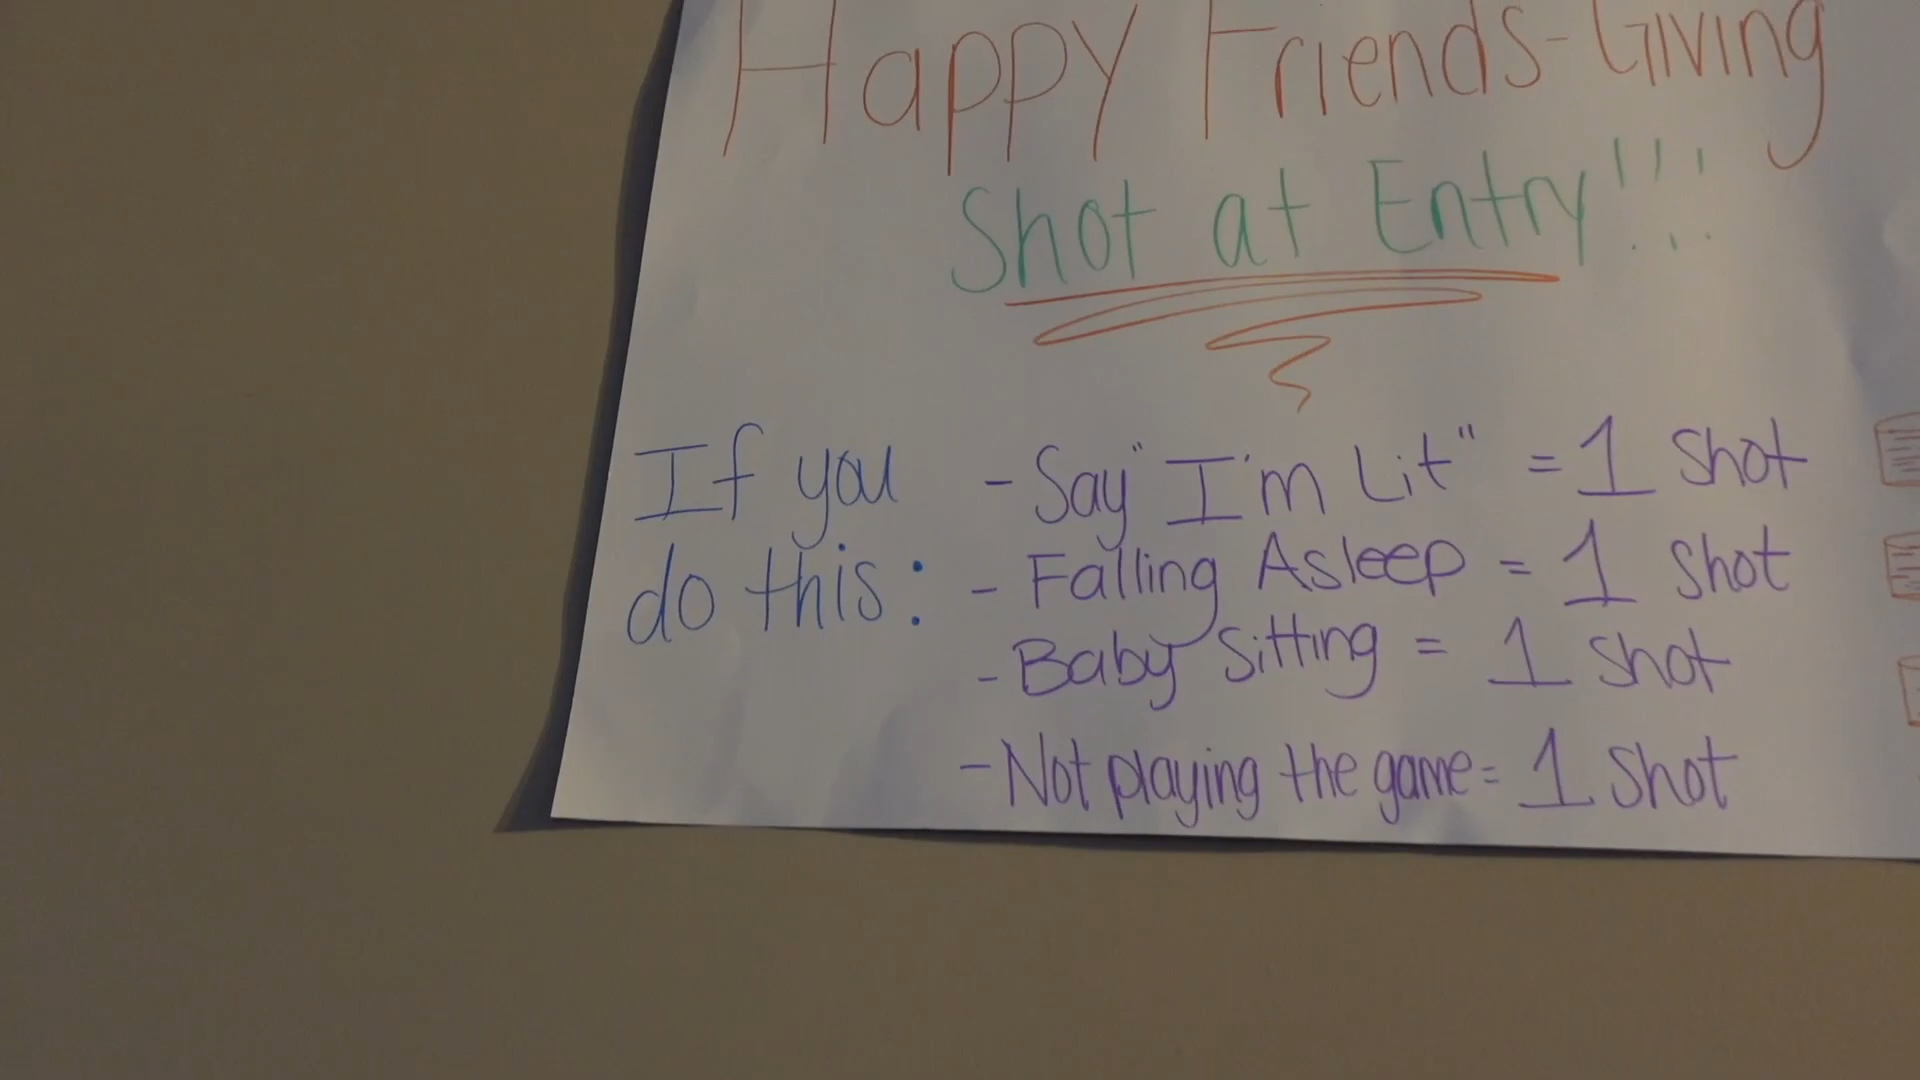 Happy Friends-Giving
Shot at Entry!!!
If you
do this:
- Say "I'm Lit" = 1 Shot
- Falling Asleep = 1 Shot
- Baby Sitting = 1 Shot
- Not playing the game = 1 Shot